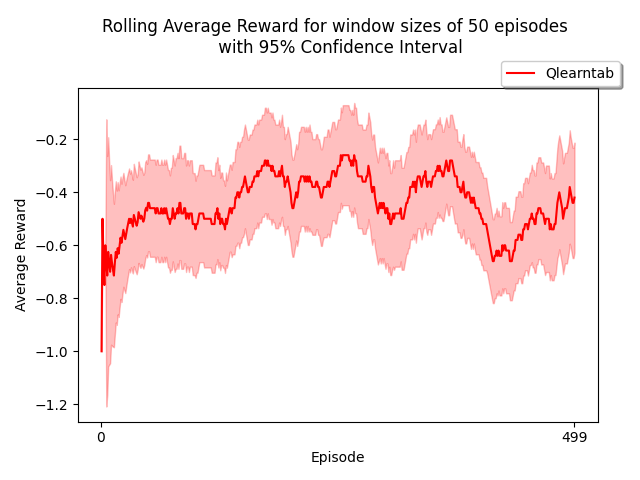 Rolling Average Reward for window sizes of 50 episodes
with 95% Confidence Interval
Qlearntab
−0.2
−0.4
−0.6
−0.8
−1.0
−1.2
Average Reward
0
499
Episode